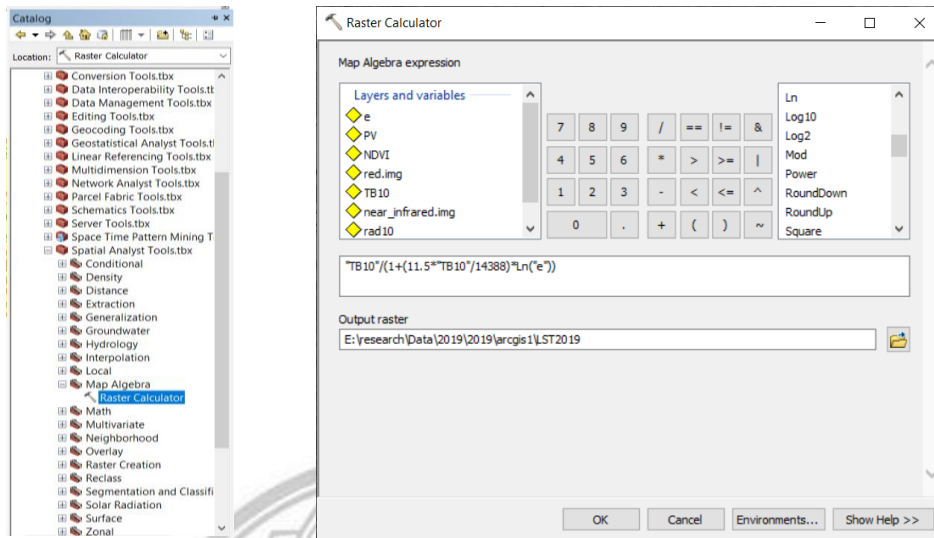 Catalog
Location: Raster Calculator
Conversion Tools.tbx
Data Interoperability Tools.tt
Data Management Tools.tbx
Editing Tools.tbx
Geocoding Tools.tbx
Geostatistical Analyst Tools.tl
Linear Referencing Tools.tbx
Multidimension Tools.tbx
Network Analyst Tools.tbx
Parcel Fabric Tools.tbx
Schematics Tools.tbx
Server Tools.tbx
Space Time Pattern Mining T
Spatial Analyst Tools.tbx
Conditional
Density
Distance
Extraction
Generalization
Groundwater
Hydrology
Interpolation
Local
Map Algebra
Raster Calculator
Math
Multivariate
Neighborhood
Overlay
Raster Creation
Reclass
Segmentation and Classifi
Solar Radiation
Surface
Zonal
Raster Calculator
Map Algebra expression
Layers and variables
e
PV
NDVI
red.img
TB10
near_infrared.img
rad10
7 8 9 / == != &
4 5 6 * > >= |
1 2 3 - < <= ^
0 . + ( ) ~
Ln
Log10
Log2
Mod
Power
RoundDown
RoundUp
Square
"TB10"/(1+(11.5*"TB10"/14388)*Ln("e"))
Output raster
E:\research\Data\2019\2019\arcgis1\LST2019
OK Cancel Environments... Show Help >>